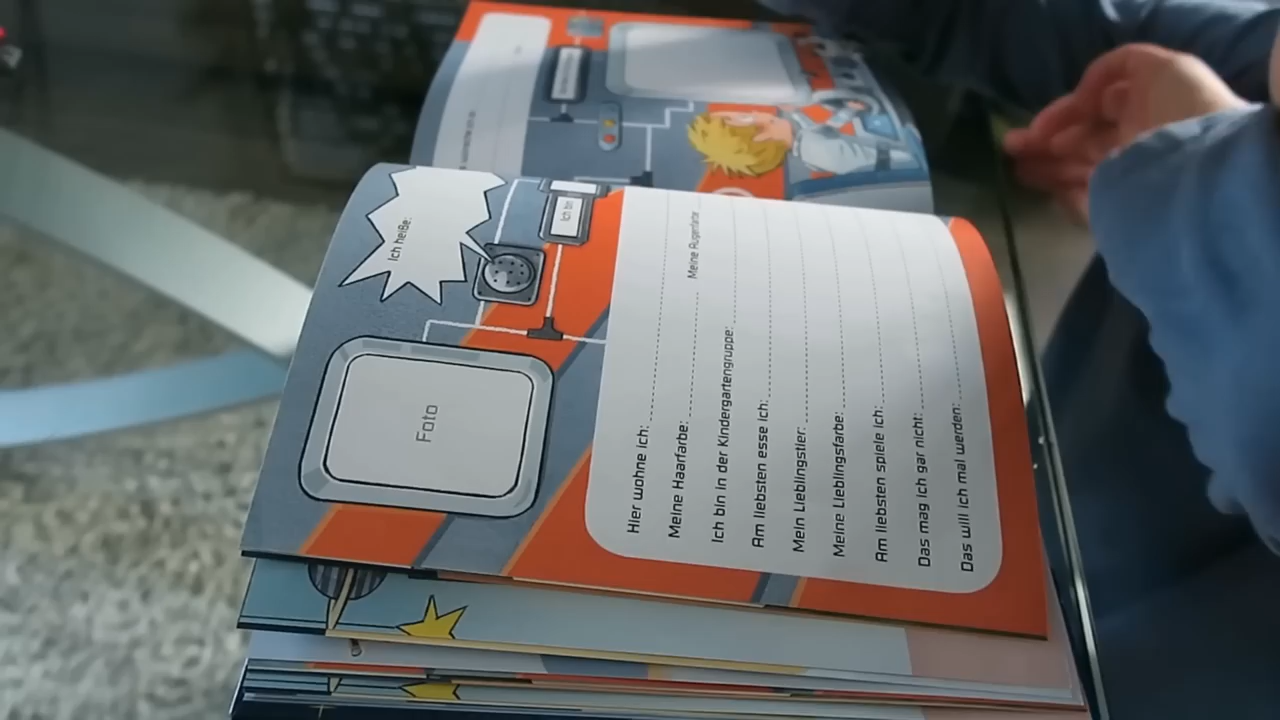 Ich heiße:
Ich bin
Foto
Hier wohne ich:
Meine Haarfarbe: Meine Augenfarbe
Ich bin in der Kindergartengruppe:
Am liebsten esse ich:
Mein Lieblingstier:
Meine Lieblingsfarbe:
Am liebsten spiele ich:
Das mag ich gar nicht:
Das will ich mal werden: